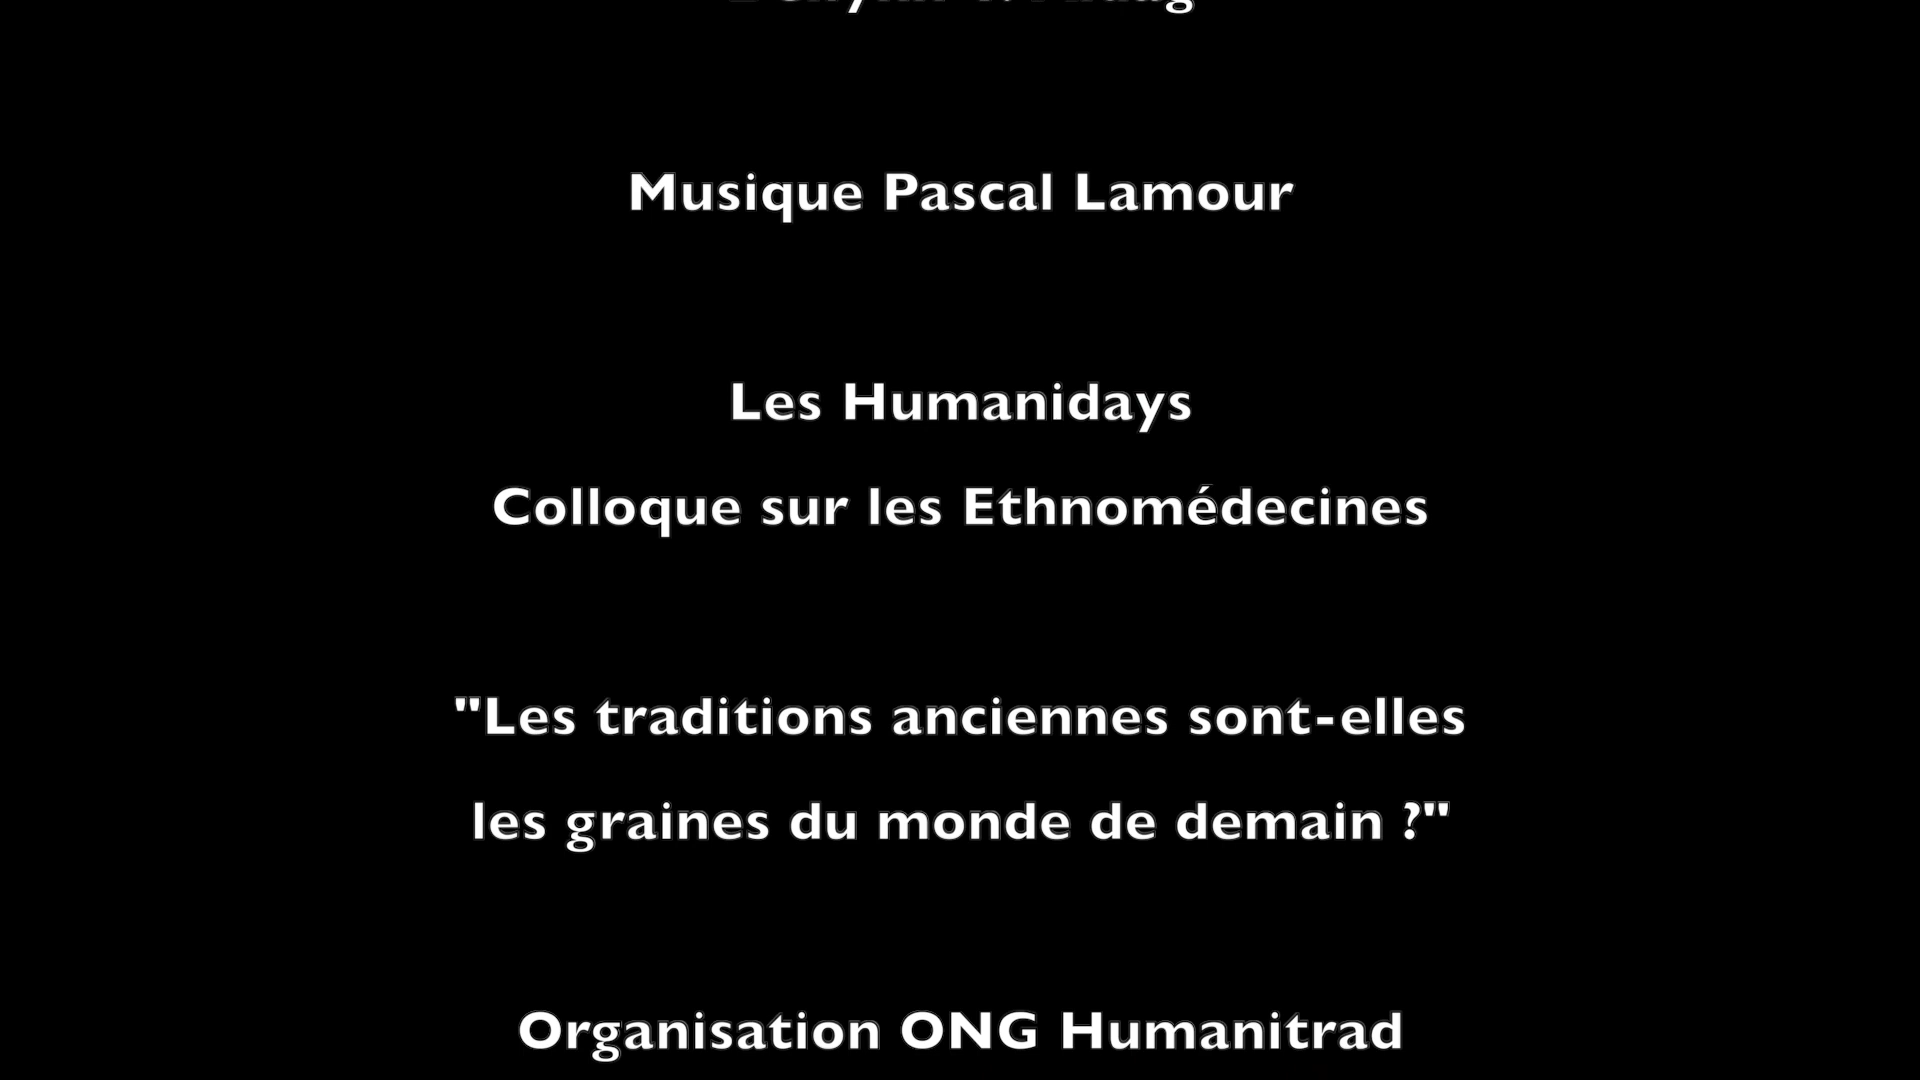 Musique Pascal Lamour
Les Humanidays
Colloque sur les Ethnomédecines
"Les traditions anciennes sont-elles
les graines du monde de demain ?"
Organisation ONG Humanitrad